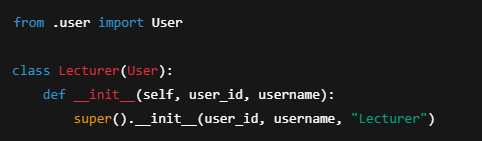 from .user import User
class Lecturer(User):
    def __init__(self, user_id, username):
        super().__init__(user_id, username, "Lecturer")